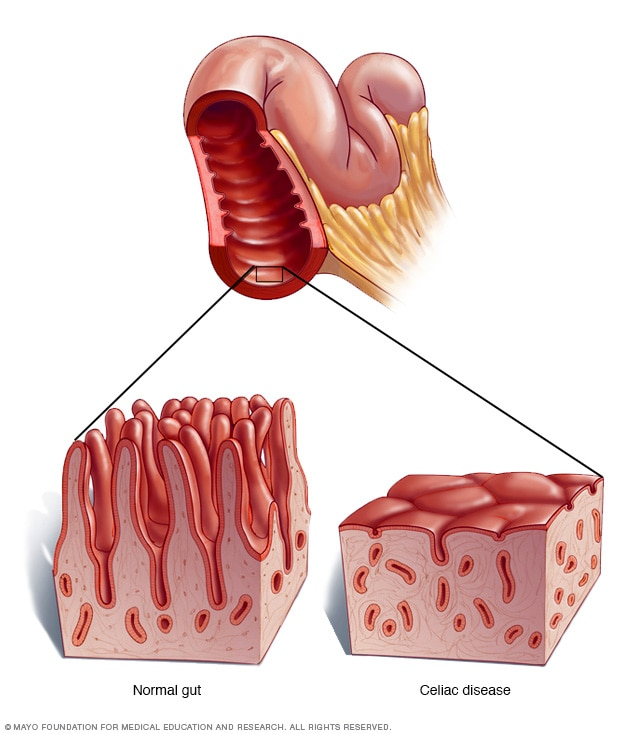 Normal gut
Celiac disease
© MAYO FOUNDATION FOR MEDICAL EDUCATION AND RESEARCH. ALL RIGHTS RESERVED.